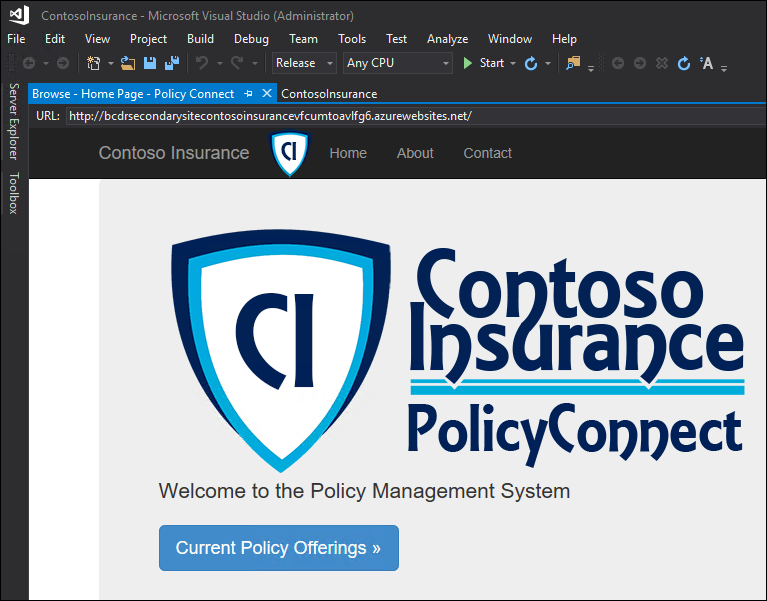 ContosoInsurance - Microsoft Visual Studio (Administrator)
File Edit View Project Build Debug Team Tools Test Analyze Window Help
Release Any CPU Start A
Browse - Home Page - Policy Connect ContosoInsurance
URL: http://bcdrsecondarysitecontosoinsurancevfcumtoavlfg6.azurewebsites.net/
Server Explorer
Toolbox
Contoso Insurance CI Home About Contact
CI
Contoso
Insurance
PolicyConnect
Welcome to the Policy Management System
Current Policy Offerings »